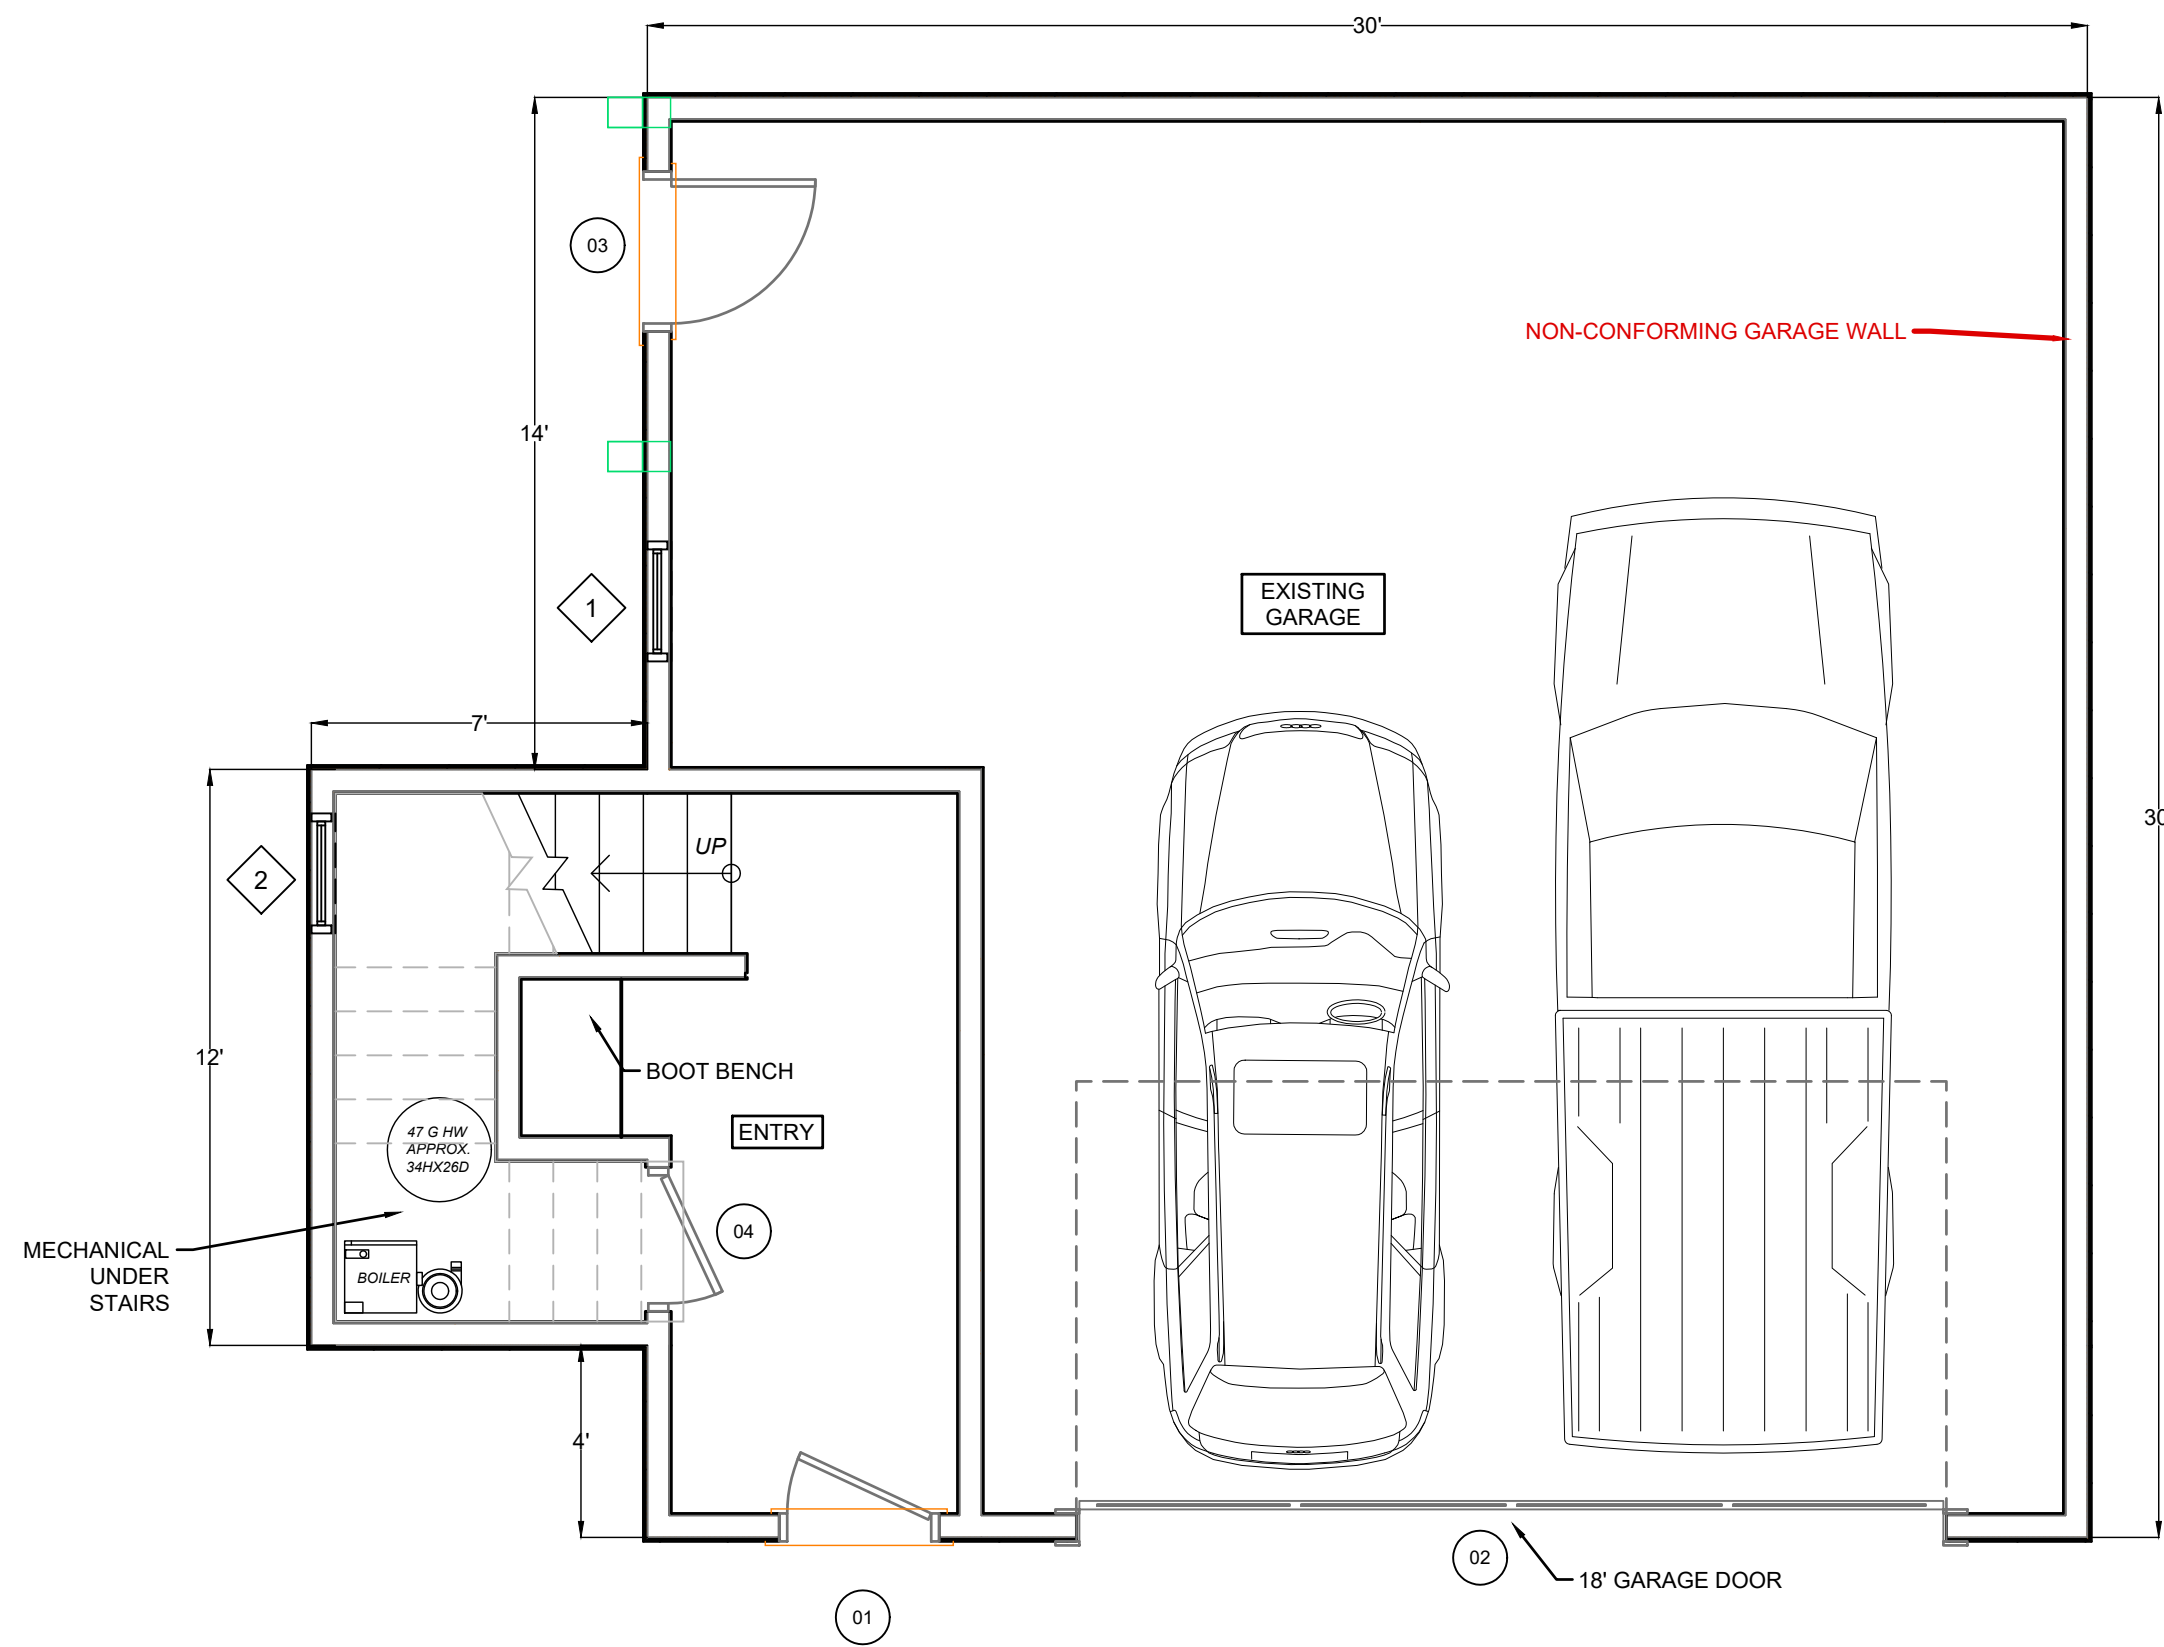 30'
03
NON-CONFORMING GARAGE WALL
14'
EXISTING
GARAGE
1
7'
30
UP
2
12'
BOOT BENCH
ENTRY
47 G HW
APPROX.
34HX26D
04
MECHANICAL
UNDER
STAIRS
BOILER
4'
02
18' GARAGE DOOR
01